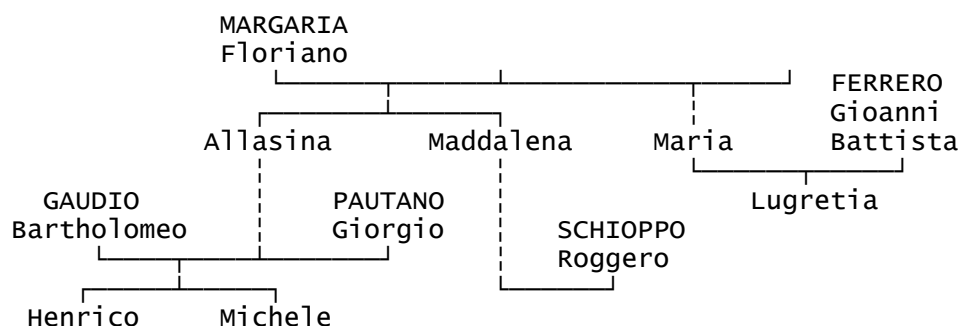 MARGARIA
Floriano
FERRERO
Gioanni
Allasina Maddalena Maria Battista
GAUDIO PAUTANO Lugretia
Bartholomeo Giorgio SCHIOPPO
Roggero
Henrico Michele